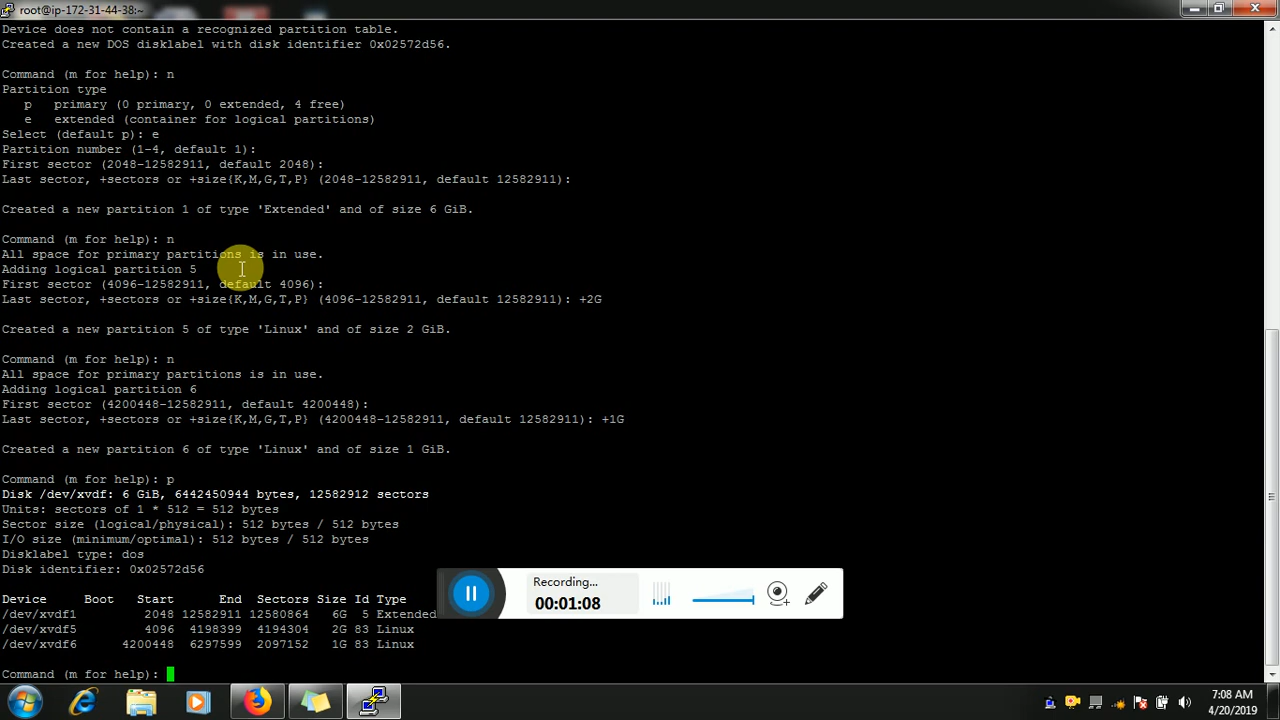 root@ip-172-31-44-38:~
Device does not contain a recognized partition table.
Created a new DOS disklabel with disk identifier 0x02572d56.
Command (m for help): n
Partition type
p   primary (0 primary, 0 extended, 4 free)
e   extended (container for logical partitions)
Select (default p): e
Partition number (1-4, default 1):
First sector (2048-12582911, default 2048):
Last sector, +sectors or +size{K,M,G,T,P} (2048-12582911, default 12582911):
Created a new partition 1 of type 'Extended' and of size 6 GiB.
Command (m for help): n
All space for primary partitions is in use.
Adding logical partition 5
First sector (4096-12582911, default 4096):
Last sector, +sectors or +size{K,M,G,T,P} (4096-12582911, default 12582911): +2G
Created a new partition 5 of type 'Linux' and of size 2 GiB.
Command (m for help): n
All space for primary partitions is in use.
Adding logical partition 6
First sector (4200448-12582911, default 4200448):
Last sector, +sectors or +size{K,M,G,T,P} (4200448-12582911, default 12582911): +1G
Created a new partition 6 of type 'Linux' and of size 1 GiB.
Command (m for help): p
Disk /dev/xvdf: 6 GiB, 6442450944 bytes, 12582912 sectors
Units: sectors of 1 * 512 = 512 bytes
Sector size (logical/physical): 512 bytes / 512 bytes
I/O size (minimum/optimal): 512 bytes / 512 bytes
Disklabel type: dos
Disk identifier: 0x02572d56
Device     Boot   Start      End  Sectors Size Id Type
/dev/xvdf1         2048 12582911 12580864   6G  5 Extended
/dev/xvdf5         4096  4198399  4194304   2G 83 Linux
/dev/xvdf6      4200448  6297599  2097152   1G 83 Linux
Command (m for help):
Recording...
00:01:08
7:08 AM
4/20/2019